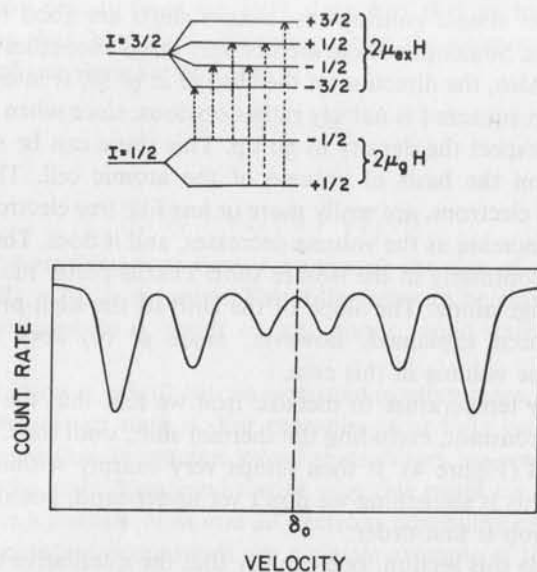 I = 3/2
+ 3/2
+ 1/2
- 1/2
- 3/2
2μexH
I = 1/2
- 1/2
+ 1/2
2μgH
COUNT RATE
δ₀
VELOCITY